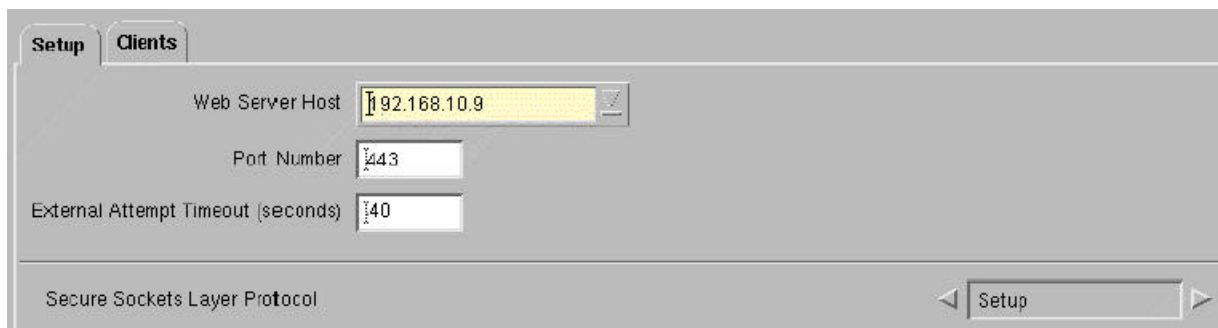 Setup Clients
Web Server Host 192.168.10.9
Port Number 443
External Attempt Timeout (seconds) 40
Secure Sockets Layer Protocol Setup